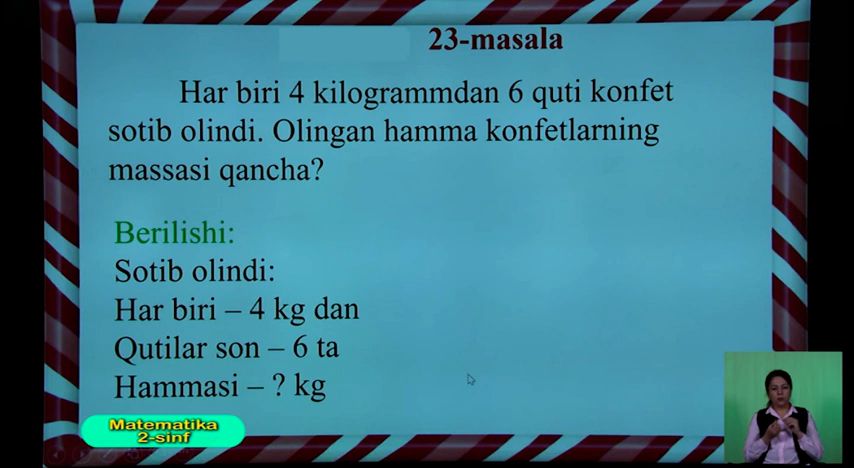 23-masala
Har biri 4 kilogrammdan 6 quti konfet
sotib olindi. Olingan hamma konfetlarning
massasi qancha?
Berilishi:
Sotib olindi:
Har biri – 4 kg dan
Qutilar son – 6 ta
Hammasi – ? kg
Matematika
2-sinf